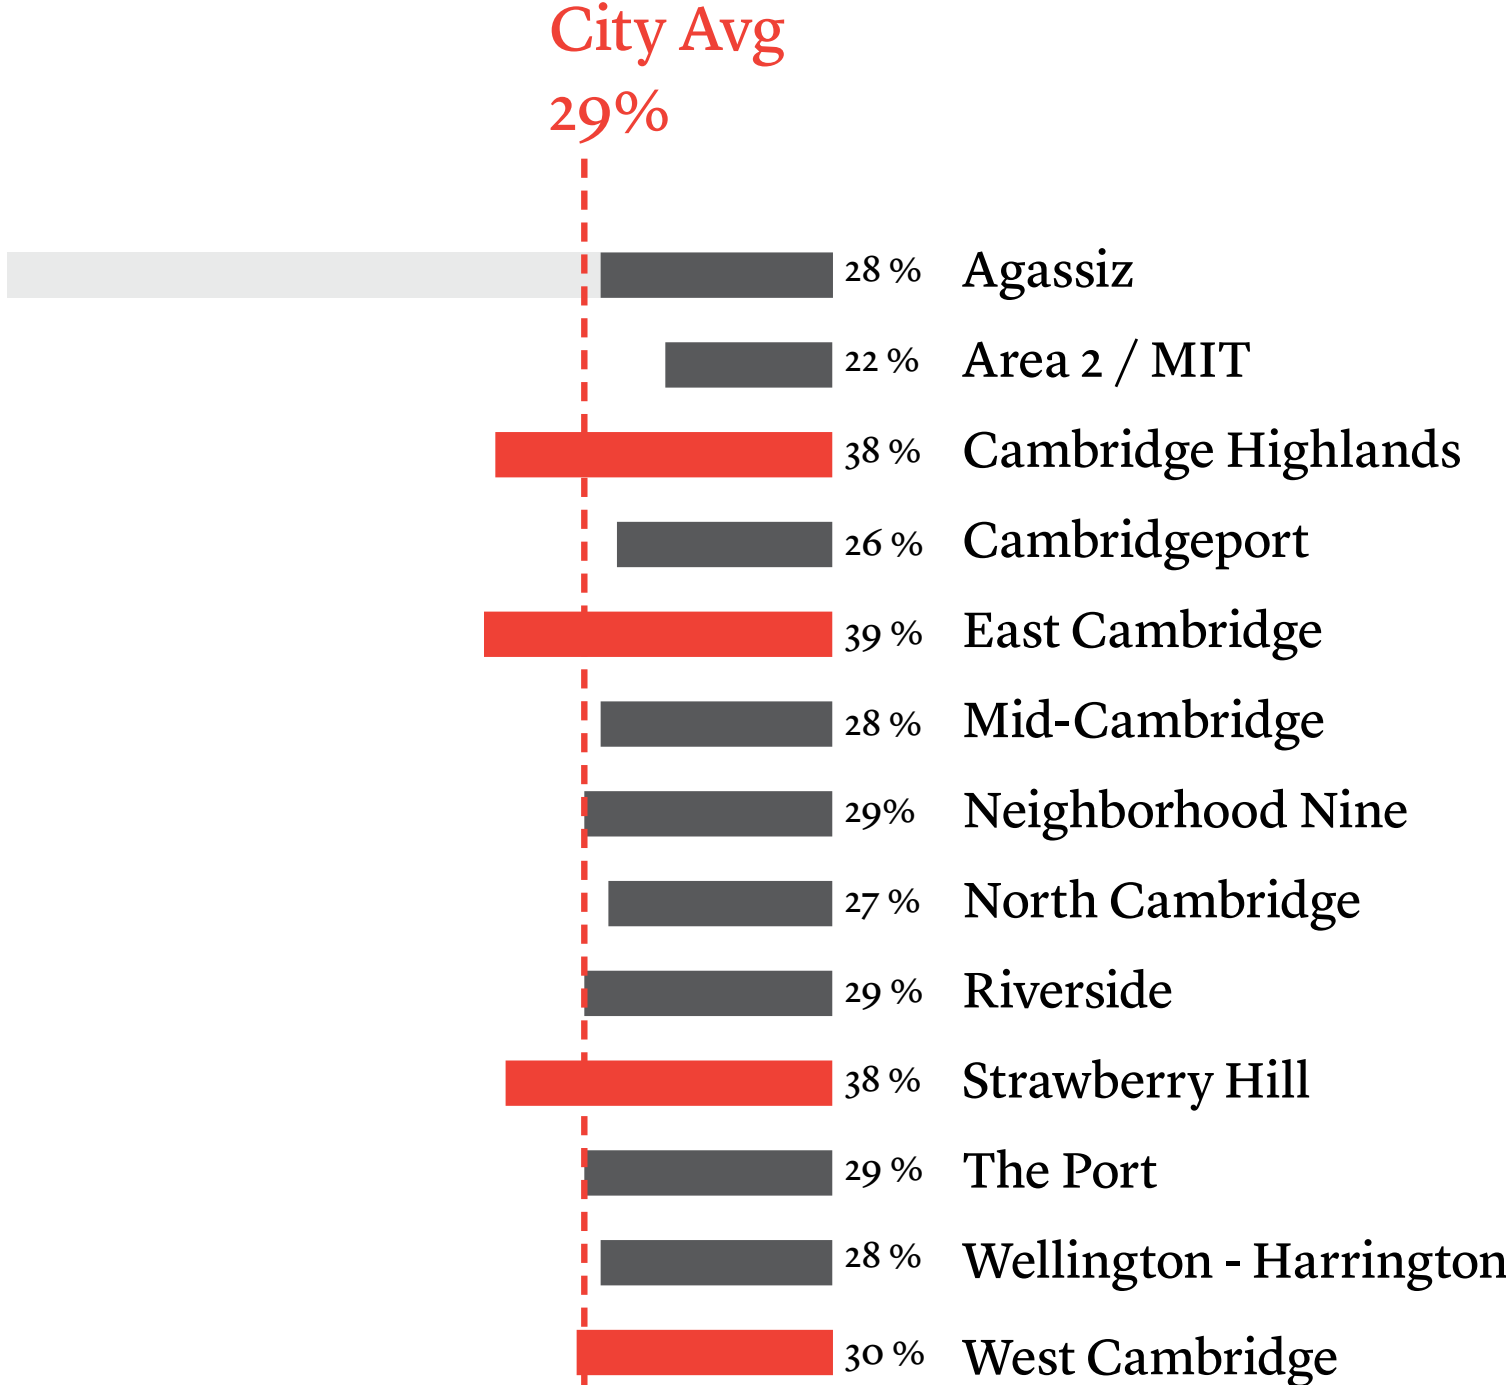 City Avg
29%
28 % Agassiz
22 % Area 2 / MIT
38 % Cambridge Highlands
26 % Cambridgeport
39 % East Cambridge
28 % Mid-Cambridge
29% Neighborhood Nine
27 % North Cambridge
29 % Riverside
38 % Strawberry Hill
29 % The Port
28 % Wellington - Harrington
30 % West Cambridge